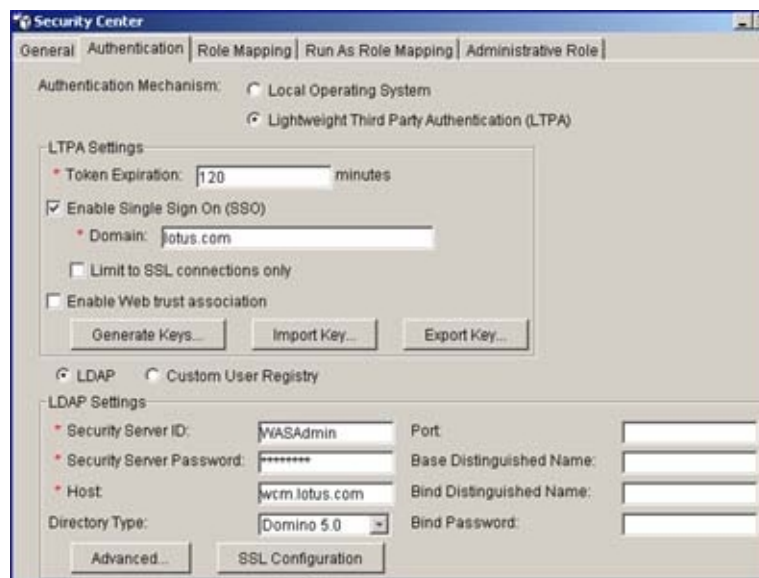 Security Center
General Authentication Role Mapping Run As Role Mapping Administrative Role
Authentication Mechanism: Local Operating System
Lightweight Third Party Authentication (LTPA)
LTPA Settings
* Token Expiration: 120 minutes
Enable Single Sign On (SSO)
* Domain: lotus.com
Limit to SSL connections only
Enable Web trust association
Generate Keys... Import Key... Export Key...
LDAP Custom User Registry
LDAP Settings
* Security Server ID: WASAdmin Port:
* Security Server Password: ******** Base Distinguished Name:
* Host: wcm.lotus.com Bind Distinguished Name:
Directory Type: Domino 5.0 Bind Password:
Advanced... SSL Configuration